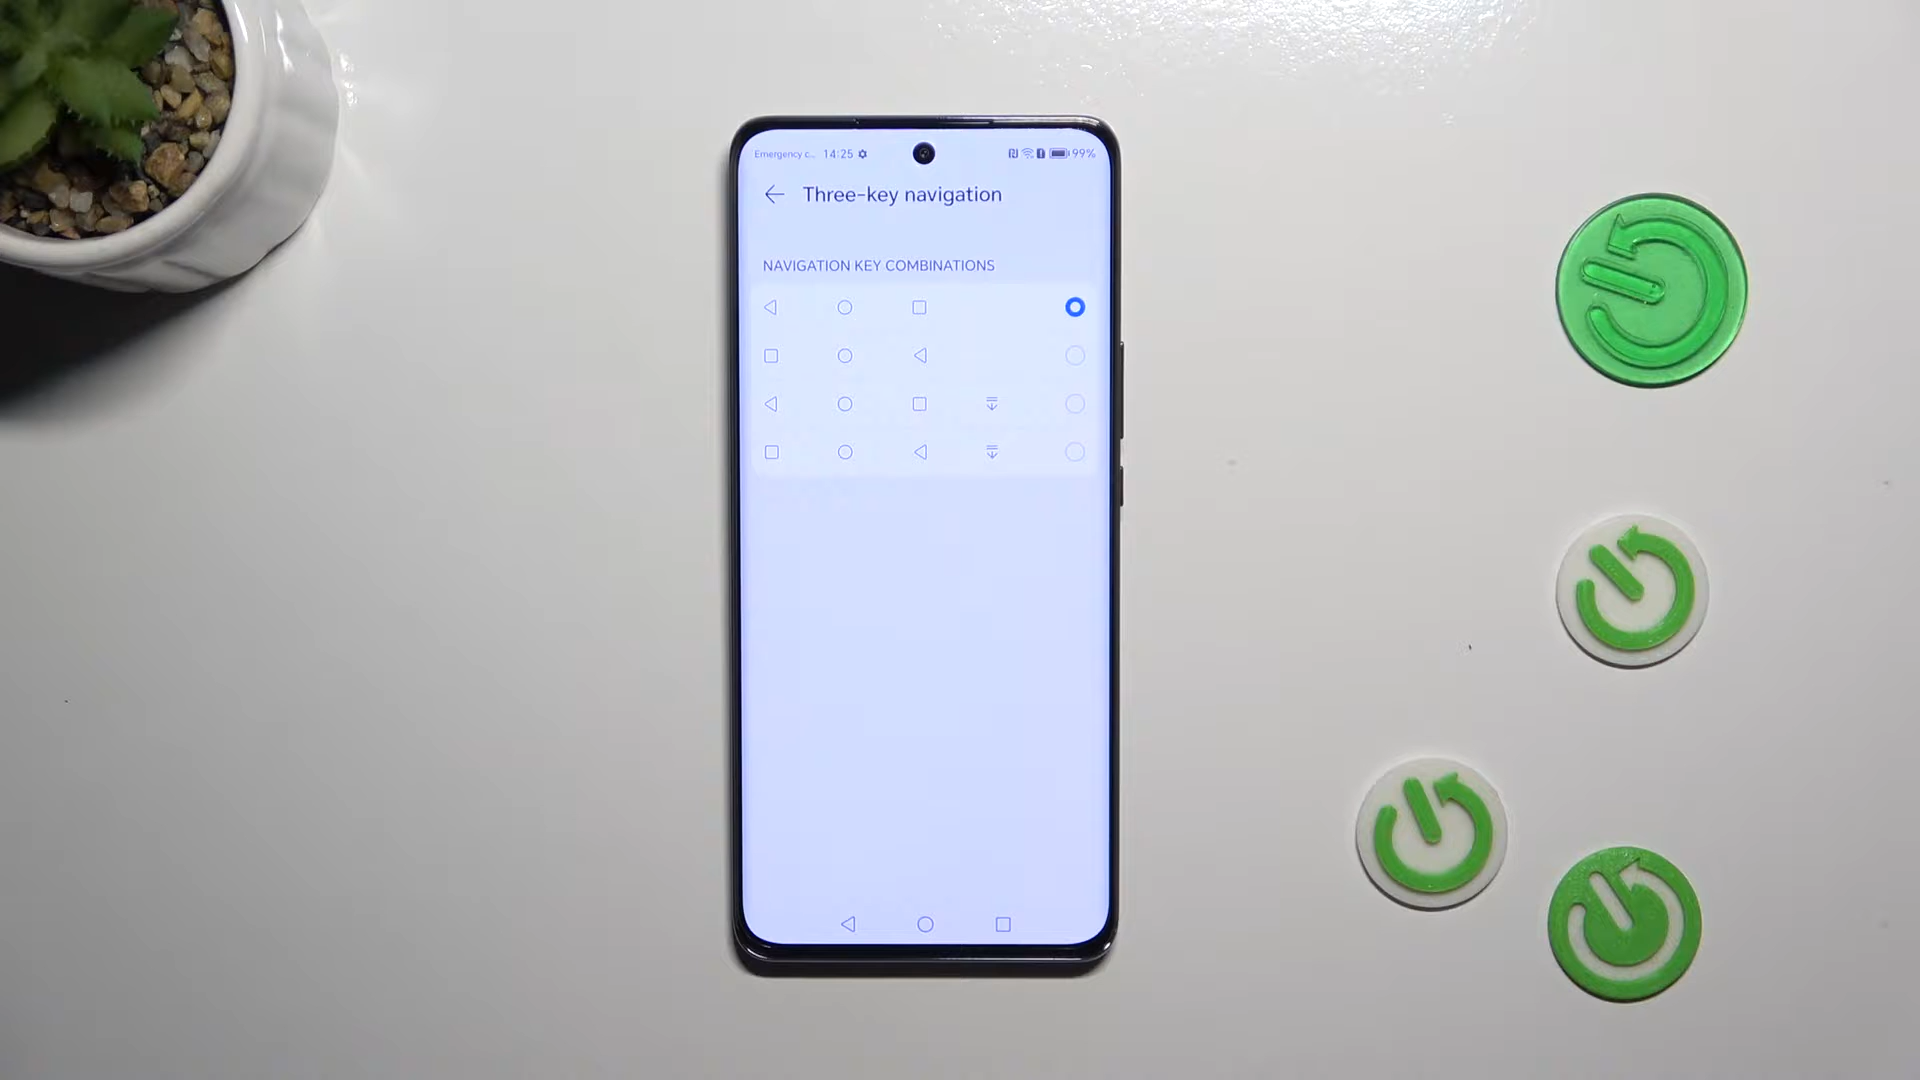 Emergency c... 14:25 99%
Three-key navigation
NAVIGATION KEY COMBINATIONS